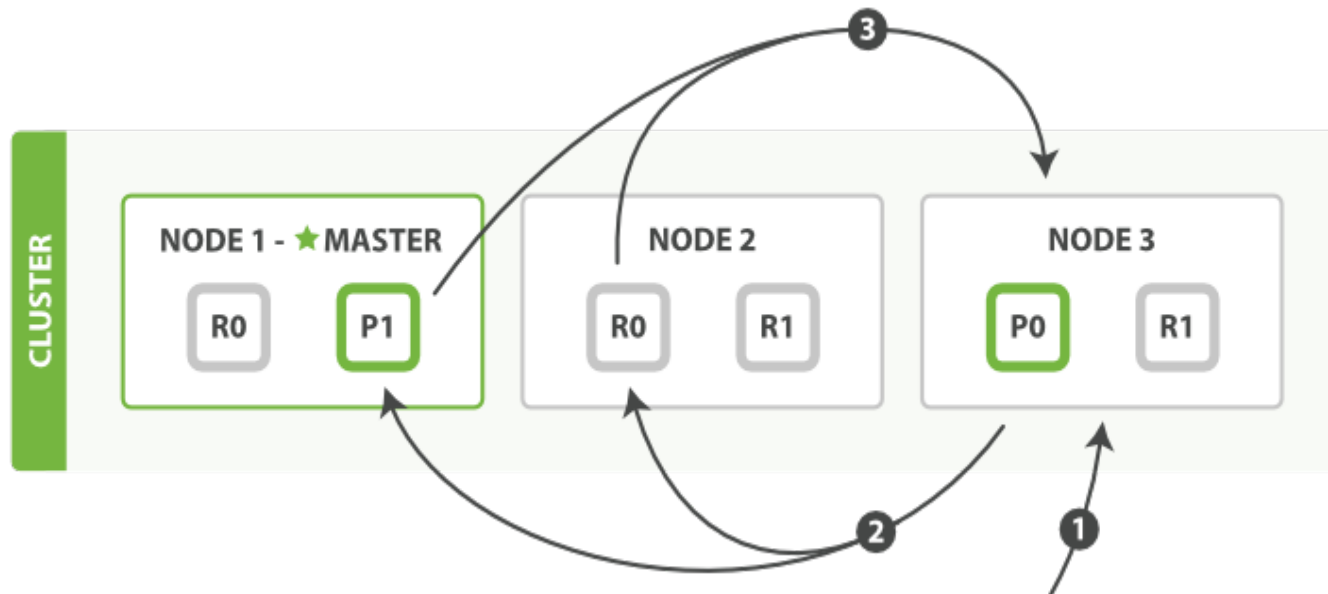 3
CLUSTER
NODE 1 - ★ MASTER
R0
P1
NODE 2
R0
R1
NODE 3
P0
R1
2
1